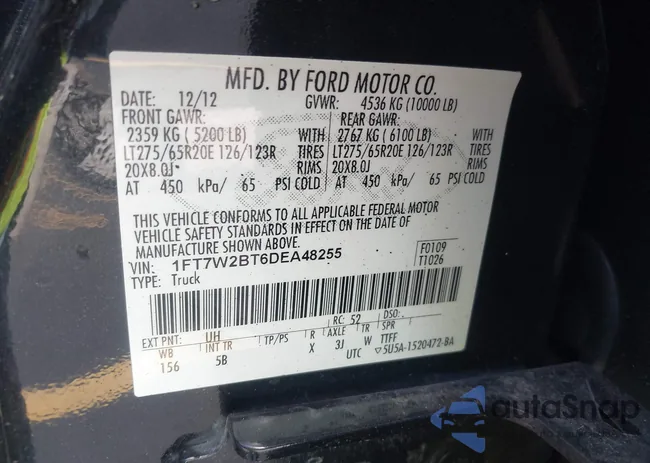 MFD. BY FORD MOTOR CO.
DATE: 12/12 GVWR: 4536 KG (10000 LB)
FRONT GAWR: REAR GAWR:
2359 KG ( 5200 LB) WITH 2767 KG ( 6100 LB) WITH
LT275/65R20E 126/123R TIRES LT275/65R20E 126/123R TIRES
20X8.0J RIMS 20X8.0J RIMS
AT 450 kPa/ 65 PSI COLD AT 450 kPa/ 65 PSI COLD
THIS VEHICLE CONFORMS TO ALL APPLICABLE FEDERAL MOTOR
VEHICLE SAFETY STANDARDS IN EFFECT ON THE DATE OF
MANUFACTURE SHOWN ABOVE.
VIN: 1FT7W2BT6DEA48255 F0109
TYPE: Truck T1026
EXT PNT: UH RC: 52 DSO:
WB INT TR TP/PS R AXLE TR SPR
156 5B X 3J W TTFF
UTC ▽5U5A-1520472-BA
autoSnap